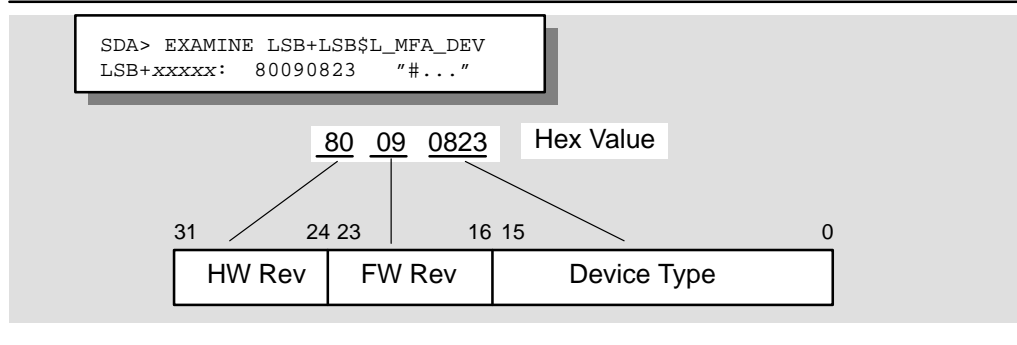 SDA> EXAMINE LSB+LSB$L_MFA_DEV
LSB+xxxxx: 80090823 "#..."
80 09 0823 Hex Value
31 24 23 16 15 0
HW Rev FW Rev Device Type